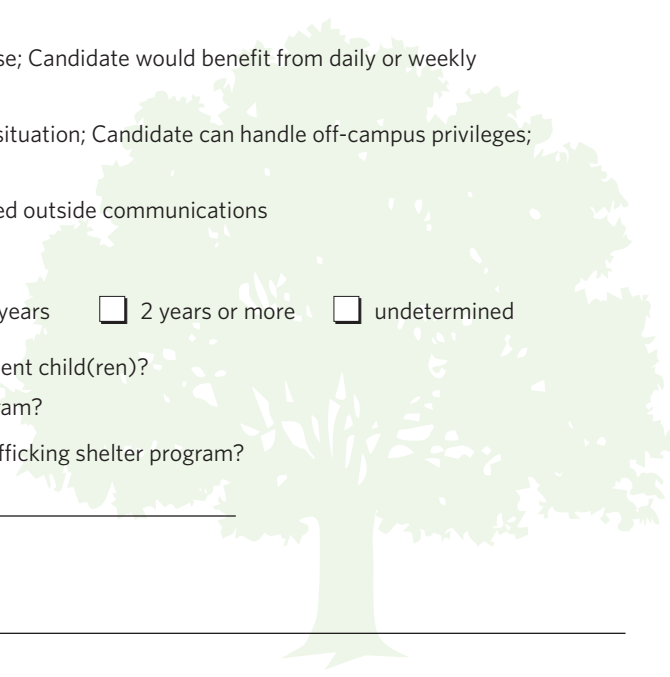 se; Candidate would benefit from daily or weekly
situation; Candidate can handle off-campus privileges;
ed outside communications
years 2 years or more undetermined
ent child(ren)?
am?
fficking shelter program?